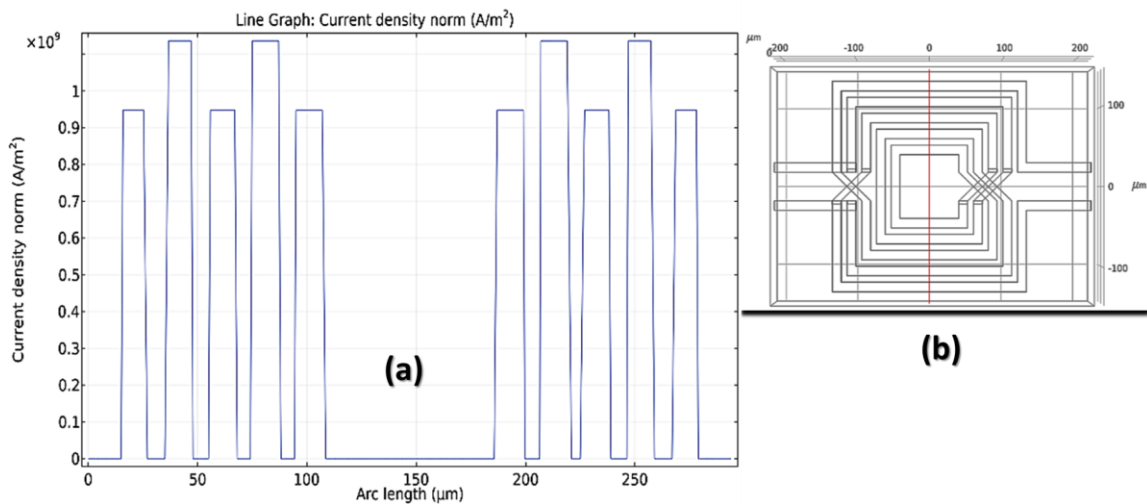 Line Graph: Current density norm (A/m²)
×10⁹
1
0.9
0.8
0.7
0.6
0.5
0.4
0.3
0.2
0.1
0
Current density norm (A/m²)
0 50 100 150 200 250
Arc length (µm)
(a)
µm -200 -100 0 100 200
0
100
0 µm
-100
(b)